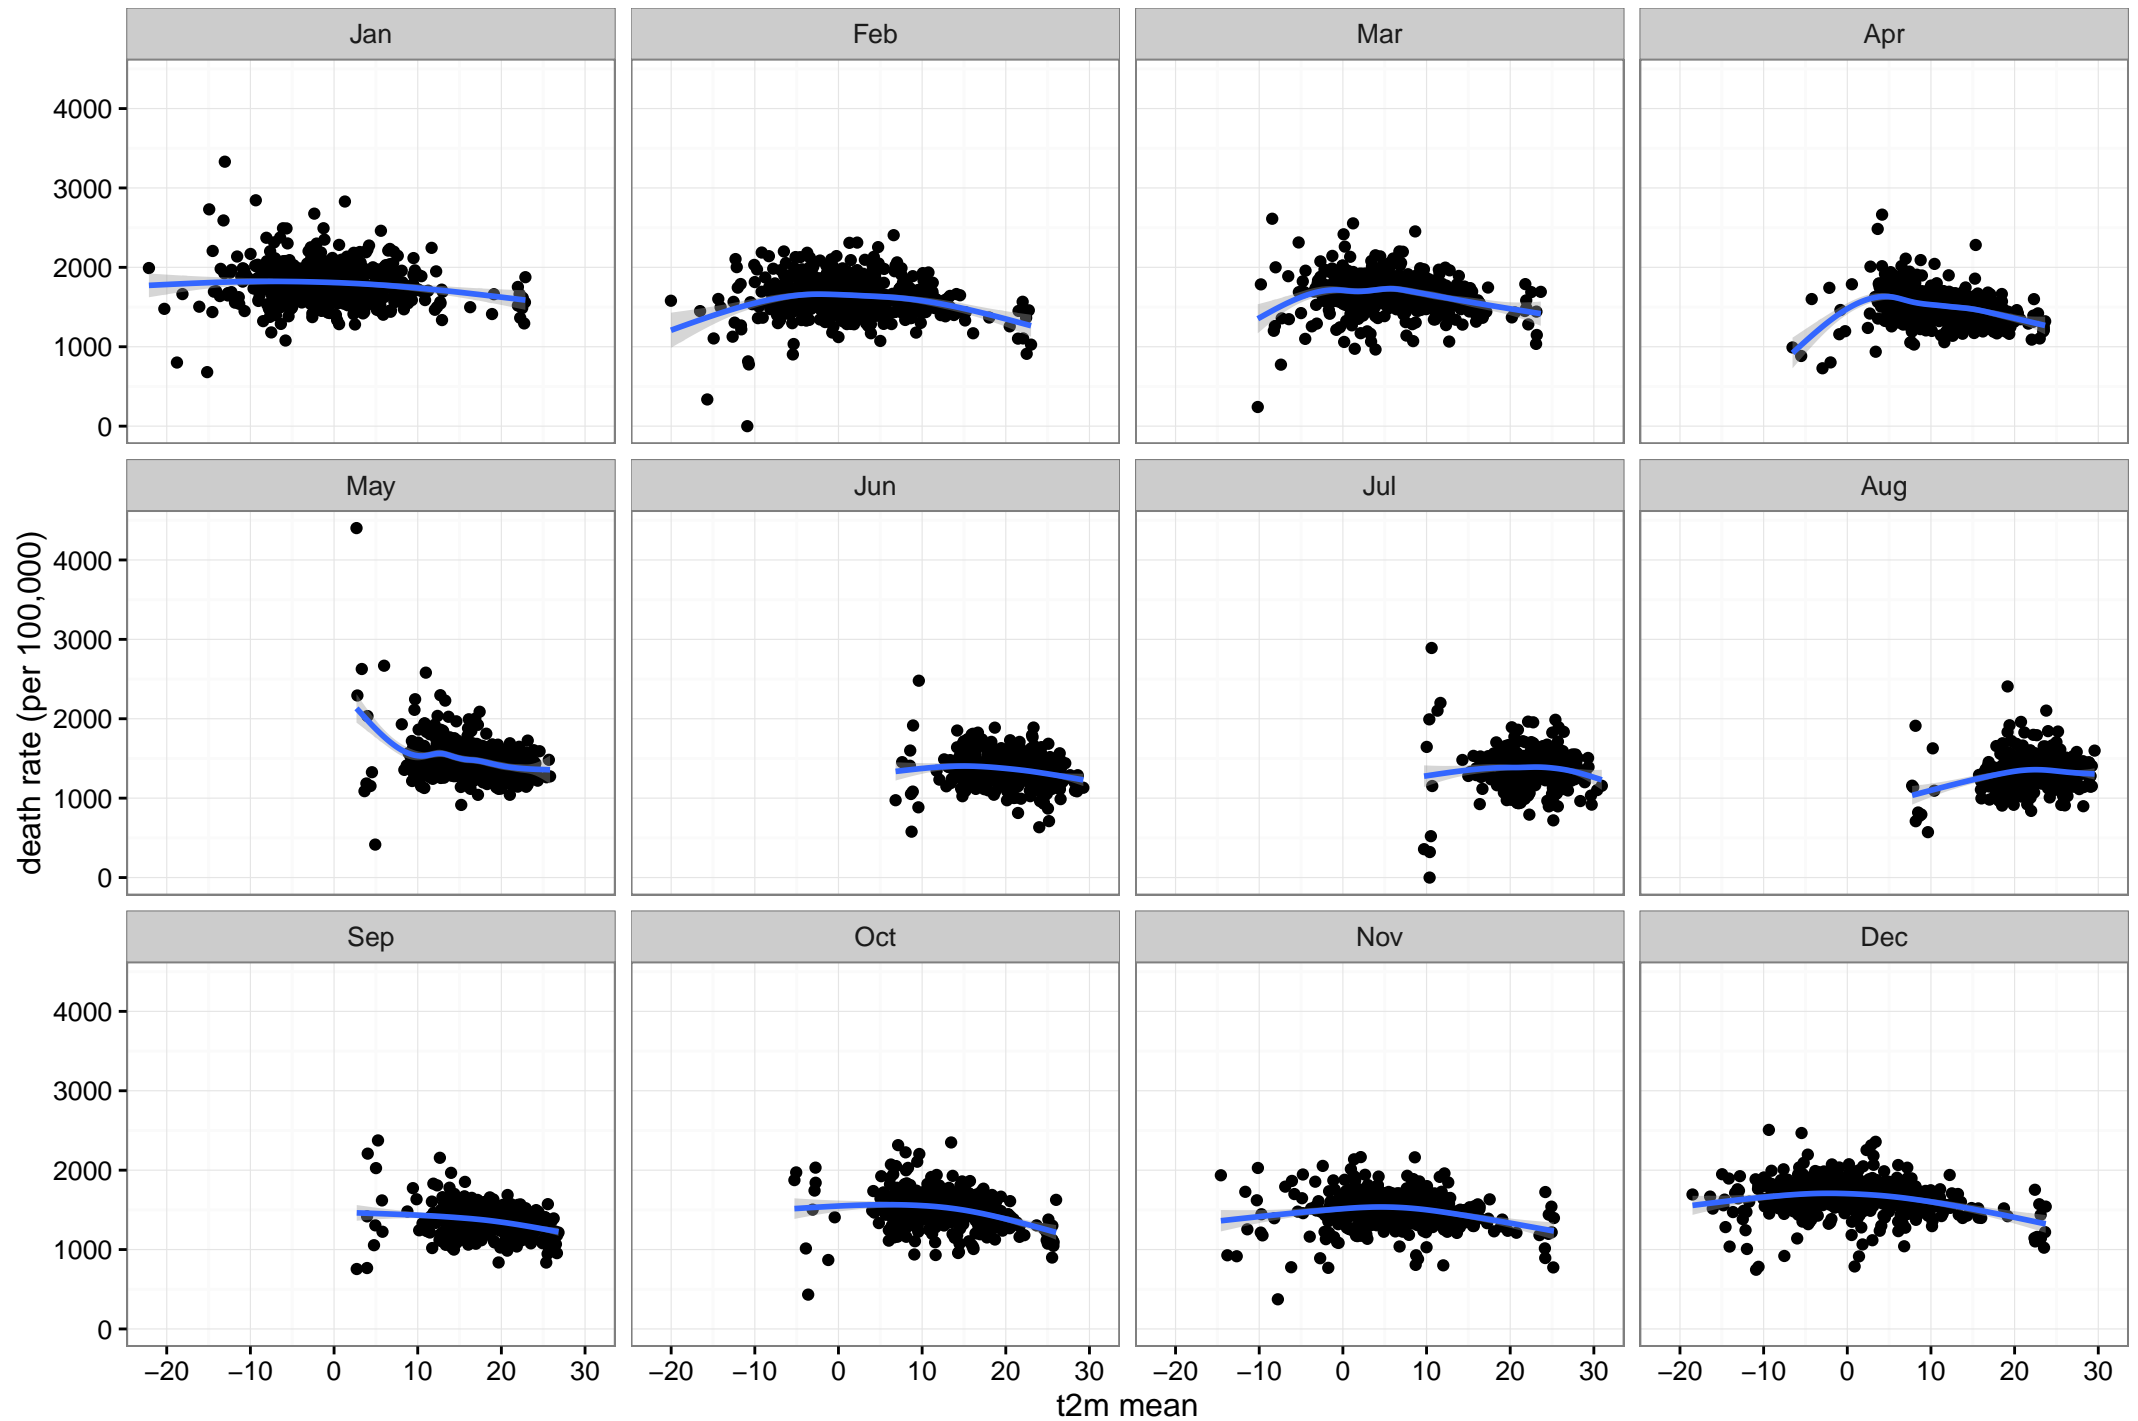 Jan Feb Mar Apr
4000
3000
2000
1000
0
May Jun Jul Aug
4000
3000
2000
1000
0
death rate (per 100,000)
Sep Oct Nov Dec
4000
3000
2000
1000
0
−20 −10 0 10 20 30 −20 −10 0 10 20 30 −20 −10 0 10 20 30 −20 −10 0 10 20 30
t2m mean